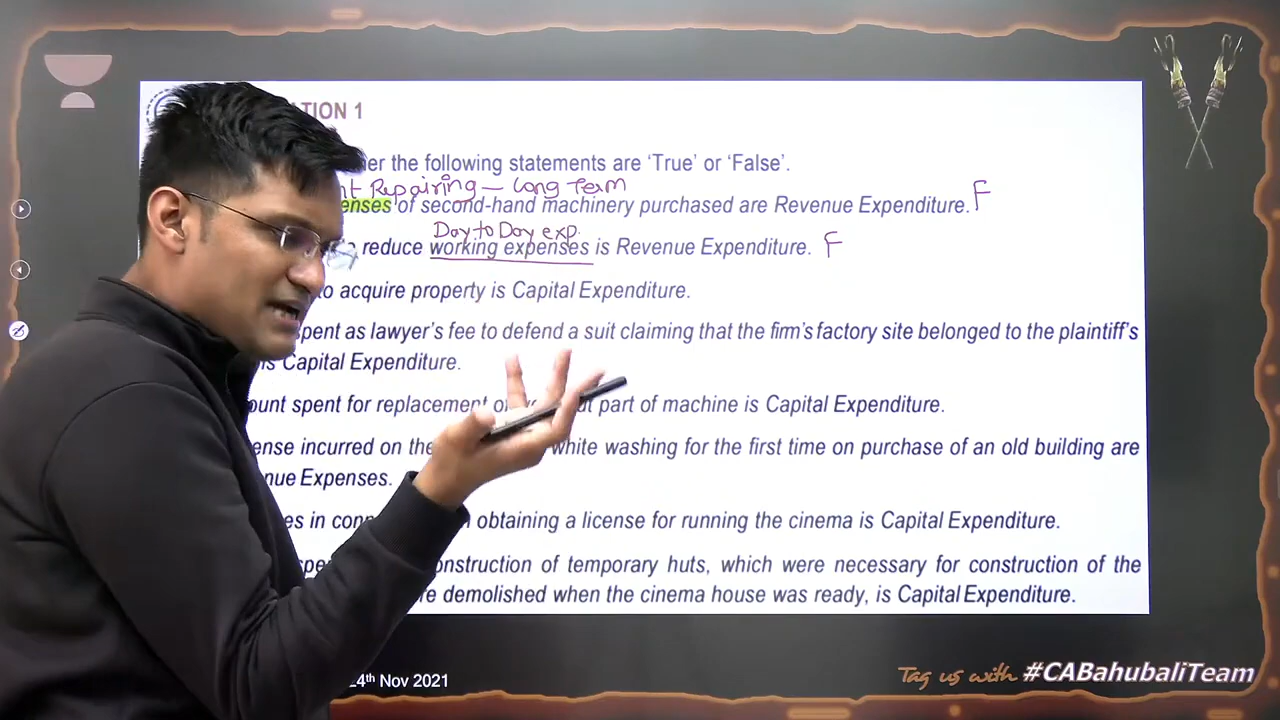 TION 1
er the following statements are ‘True’ or ‘False’.
nt Repairing – Long Term
enses of second-hand machinery purchased are Revenue Expenditure. F
Day to Day exp.
reduce working expenses is Revenue Expenditure. F
to acquire property is Capital Expenditure.
spent as lawyer’s fee to defend a suit claiming that the firm’s factory site belonged to the plaintiff’s
is Capital Expenditure.
ount spent for replacement of part of machine is Capital Expenditure.
ense incurred on the white washing for the first time on purchase of an old building are
nue Expenses.
es in con obtaining a license for running the cinema is Capital Expenditure.
spe onstruction of temporary huts, which were necessary for construction of the
re demolished when the cinema house was ready, is Capital Expenditure.
24th Nov 2021
Tag us with #CABahubaliTeam